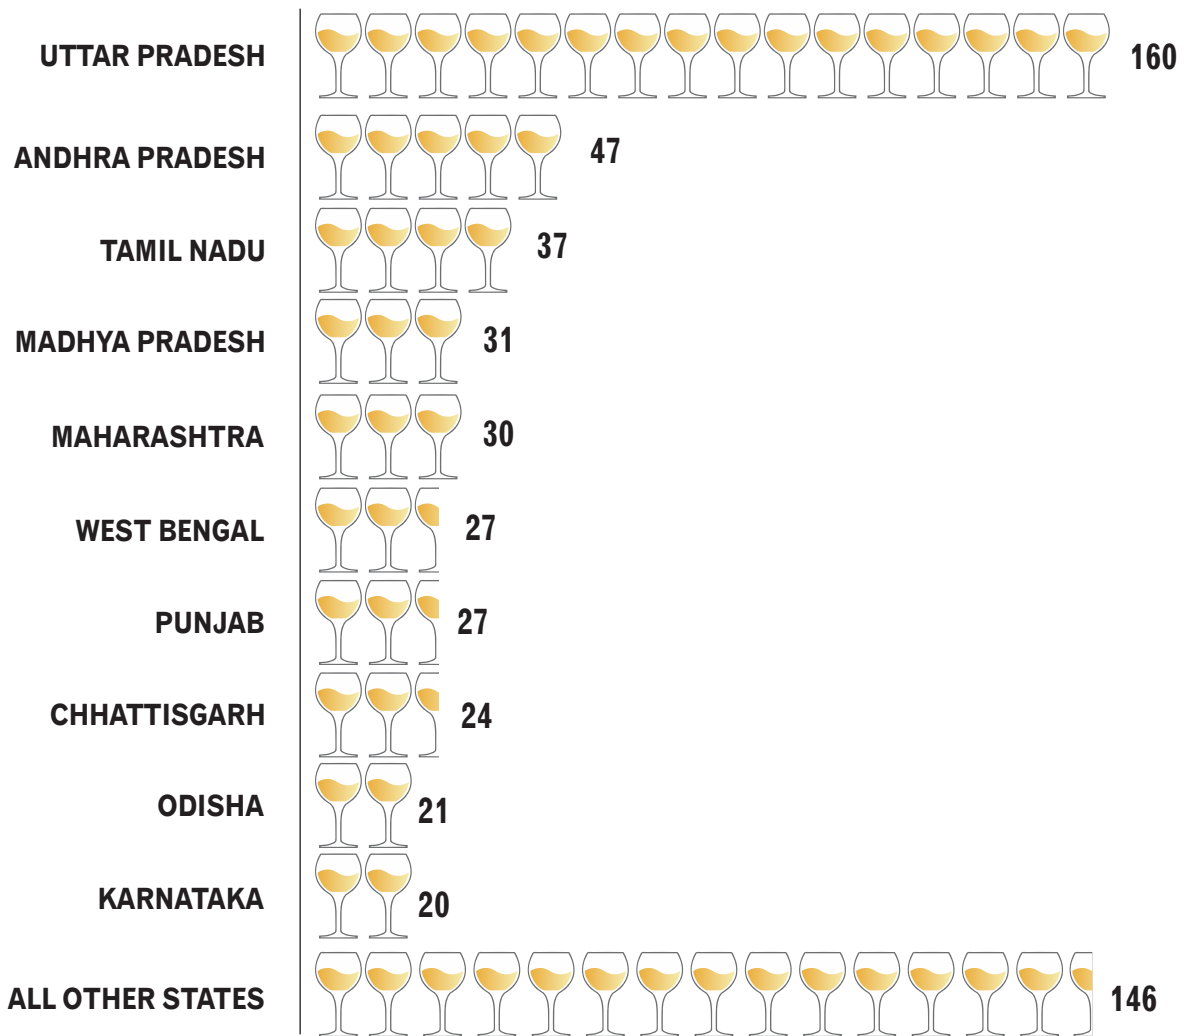 UTTAR PRADESH 160
ANDHRA PRADESH 47
TAMIL NADU 37
MADHYA PRADESH 31
MAHARASHTRA 30
WEST BENGAL 27
PUNJAB 27
CHHATTISGARH 24
ODISHA 21
KARNATAKA 20
ALL OTHER STATES 146